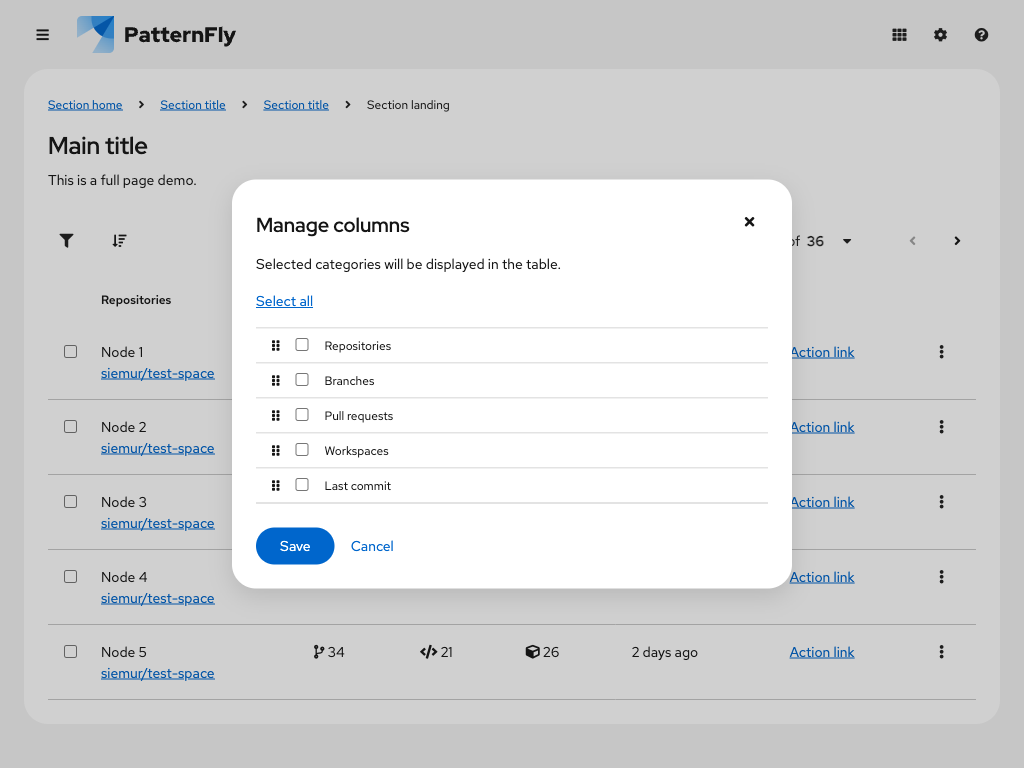 PatternFly
Section home
Section title
Section title
Section landing
Main title
This is a full page demo.
of 36
Repositories
Node 1
siemur/test-space
Action link
Node 2
siemur/test-space
Action link
Node 3
siemur/test-space
Action link
Node 4
siemur/test-space
Action link
Node 5
siemur/test-space
34
21
26
2 days ago
Action link
Manage columns
Selected categories will be displayed in the table.
Select all
Repositories
Branches
Pull requests
Workspaces
Last commit
Save
Cancel